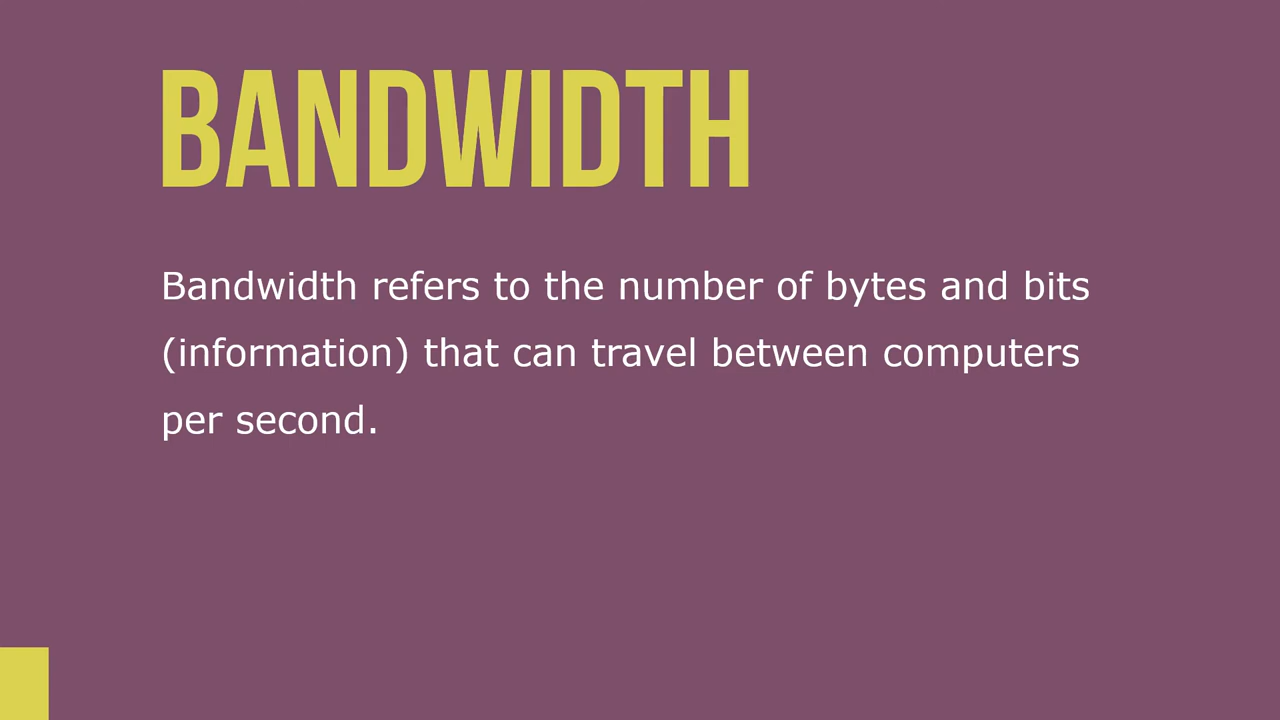 BANDWIDTH
Bandwidth refers to the number of bytes and bits
(information) that can travel between computers
per second.